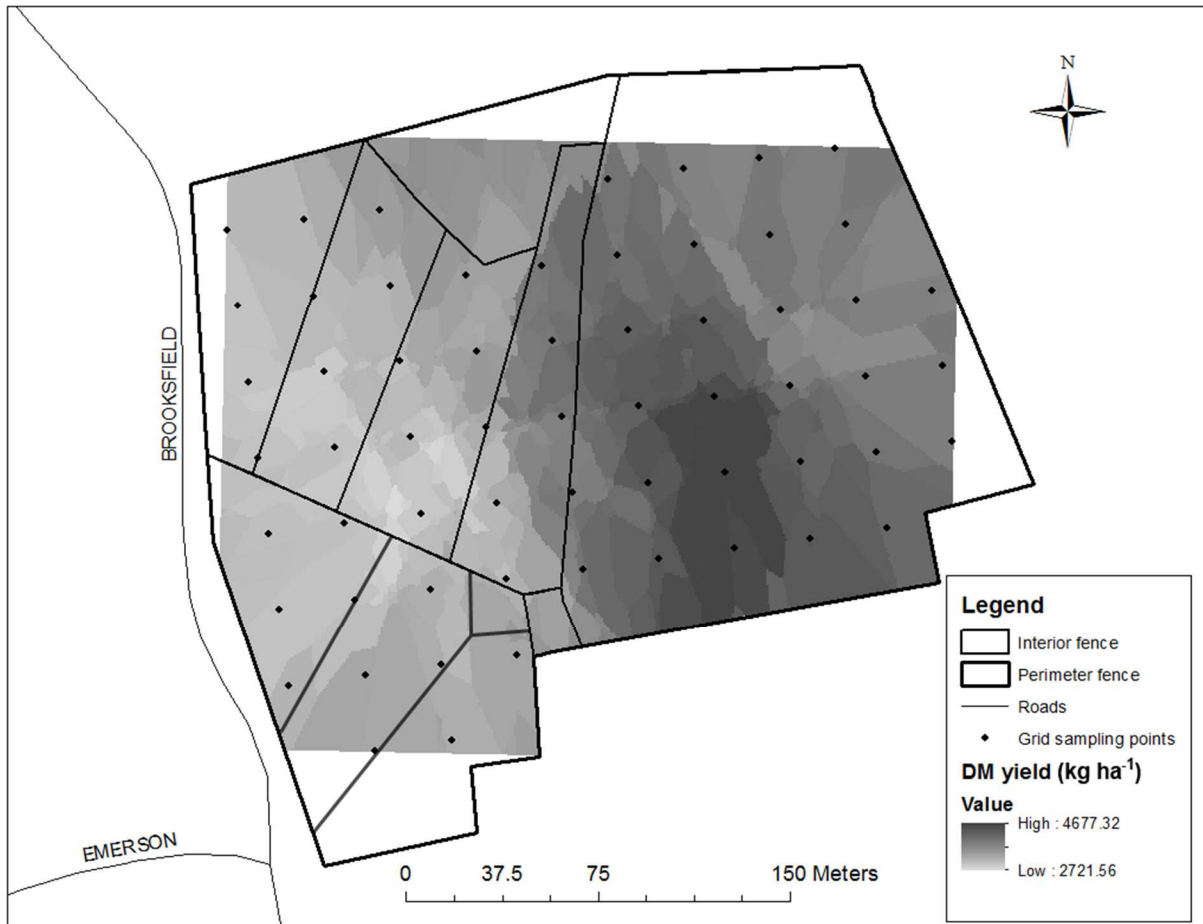 N
BROOKSFIELD
EMERSON
0 37.5 75 150 Meters
Legend
Interior fence
Perimeter fence
Roads
Grid sampling points
DM yield (kg ha⁻¹)
Value
High : 4677.32
Low : 2721.56